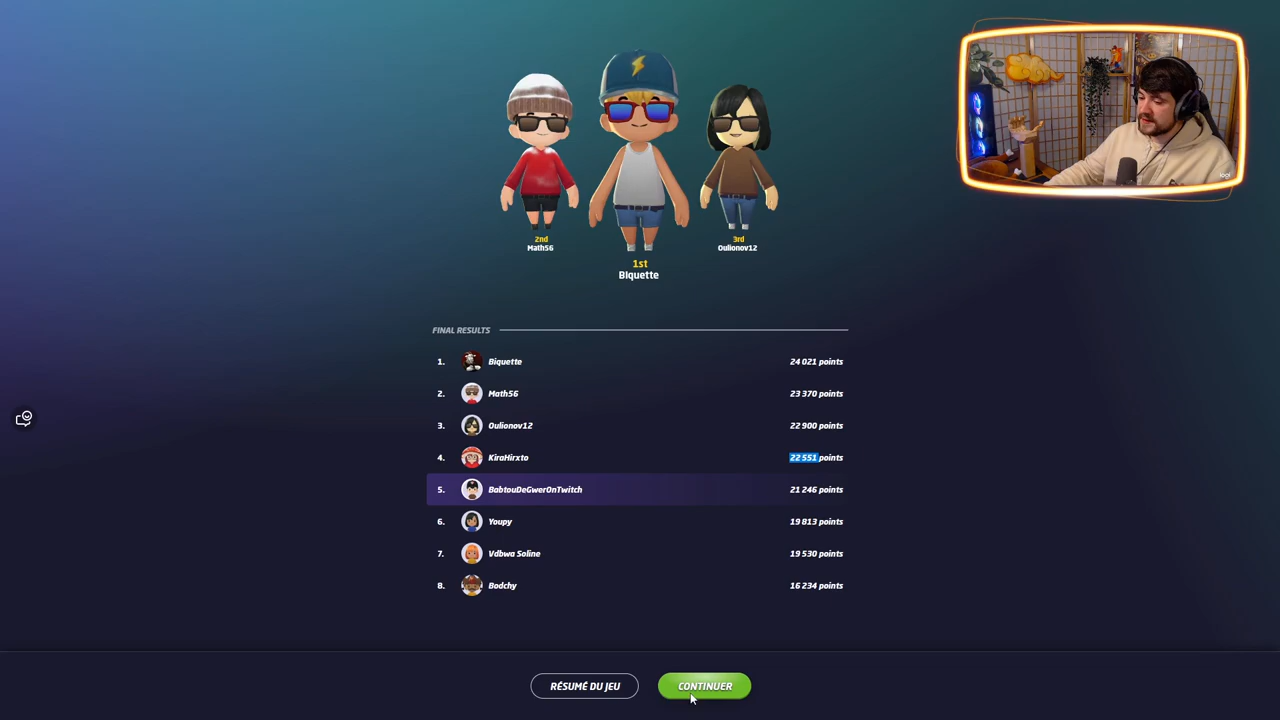 logi
2nd
Math56
3rd
Oulionov12
1st
Biquette
FINAL RESULTS
1. Biquette 24 021 points
2. Math56 23 370 points
3. Oulionov12 22 900 points
4. KiraHirxto 22 551 points
5. BabtouDeGwerOnTwitch 21 246 points
6. Youpy 19 813 points
7. Vdbwa Soline 19 530 points
8. Bodchy 16 234 points
RÉSUMÉ DU JEU
CONTINUER